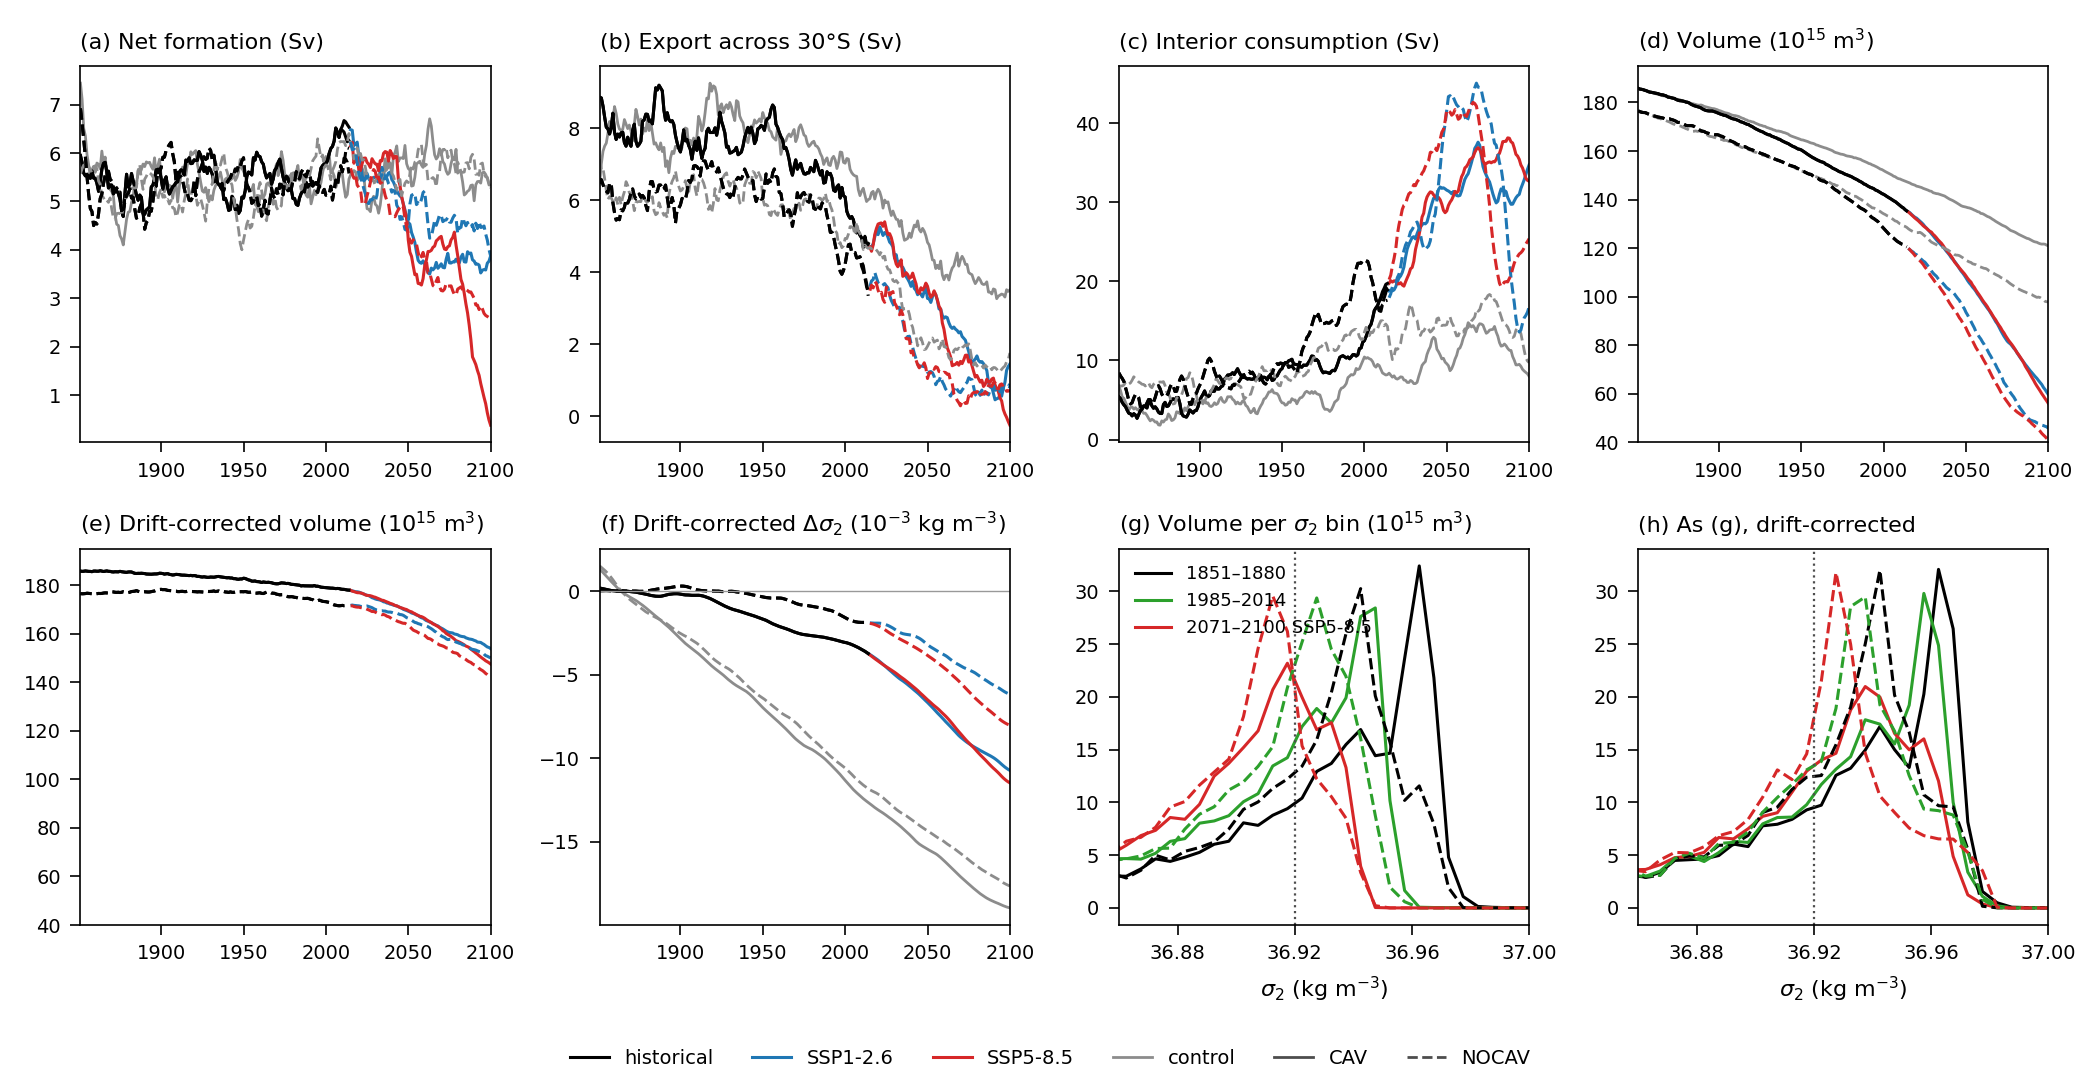 (a) Net formation (Sv)
7
6
5
4
3
2
1
1900 1950 2000 2050 2100
(b) Export across 30°S (Sv)
8
6
4
2
0
1900 1950 2000 2050 2100
(c) Interior consumption (Sv)
40
30
20
10
0
1900 1950 2000 2050 2100
(d) Volume (10¹⁵ m³)
180
160
140
120
100
80
60
40
1900 1950 2000 2050 2100
(e) Drift-corrected volume (10¹⁵ m³)
180
160
140
120
100
80
60
40
1900 1950 2000 2050 2100
(f) Drift-corrected Δσ₂ (10⁻³ kg m⁻³)
0
−5
−10
−15
1900 1950 2000 2050 2100
(g) Volume per σ₂ bin (10¹⁵ m³)
1851–1880
1985–2014
2071–2100 SSP5-8.5
30
25
20
15
10
5
0
36.88 36.92 36.96 37.00
σ₂ (kg m⁻³)
(h) As (g), drift-corrected
30
25
20
15
10
5
0
36.88 36.92 36.96 37.00
σ₂ (kg m⁻³)
historical SSP1-2.6 SSP5-8.5 control CAV NOCAV